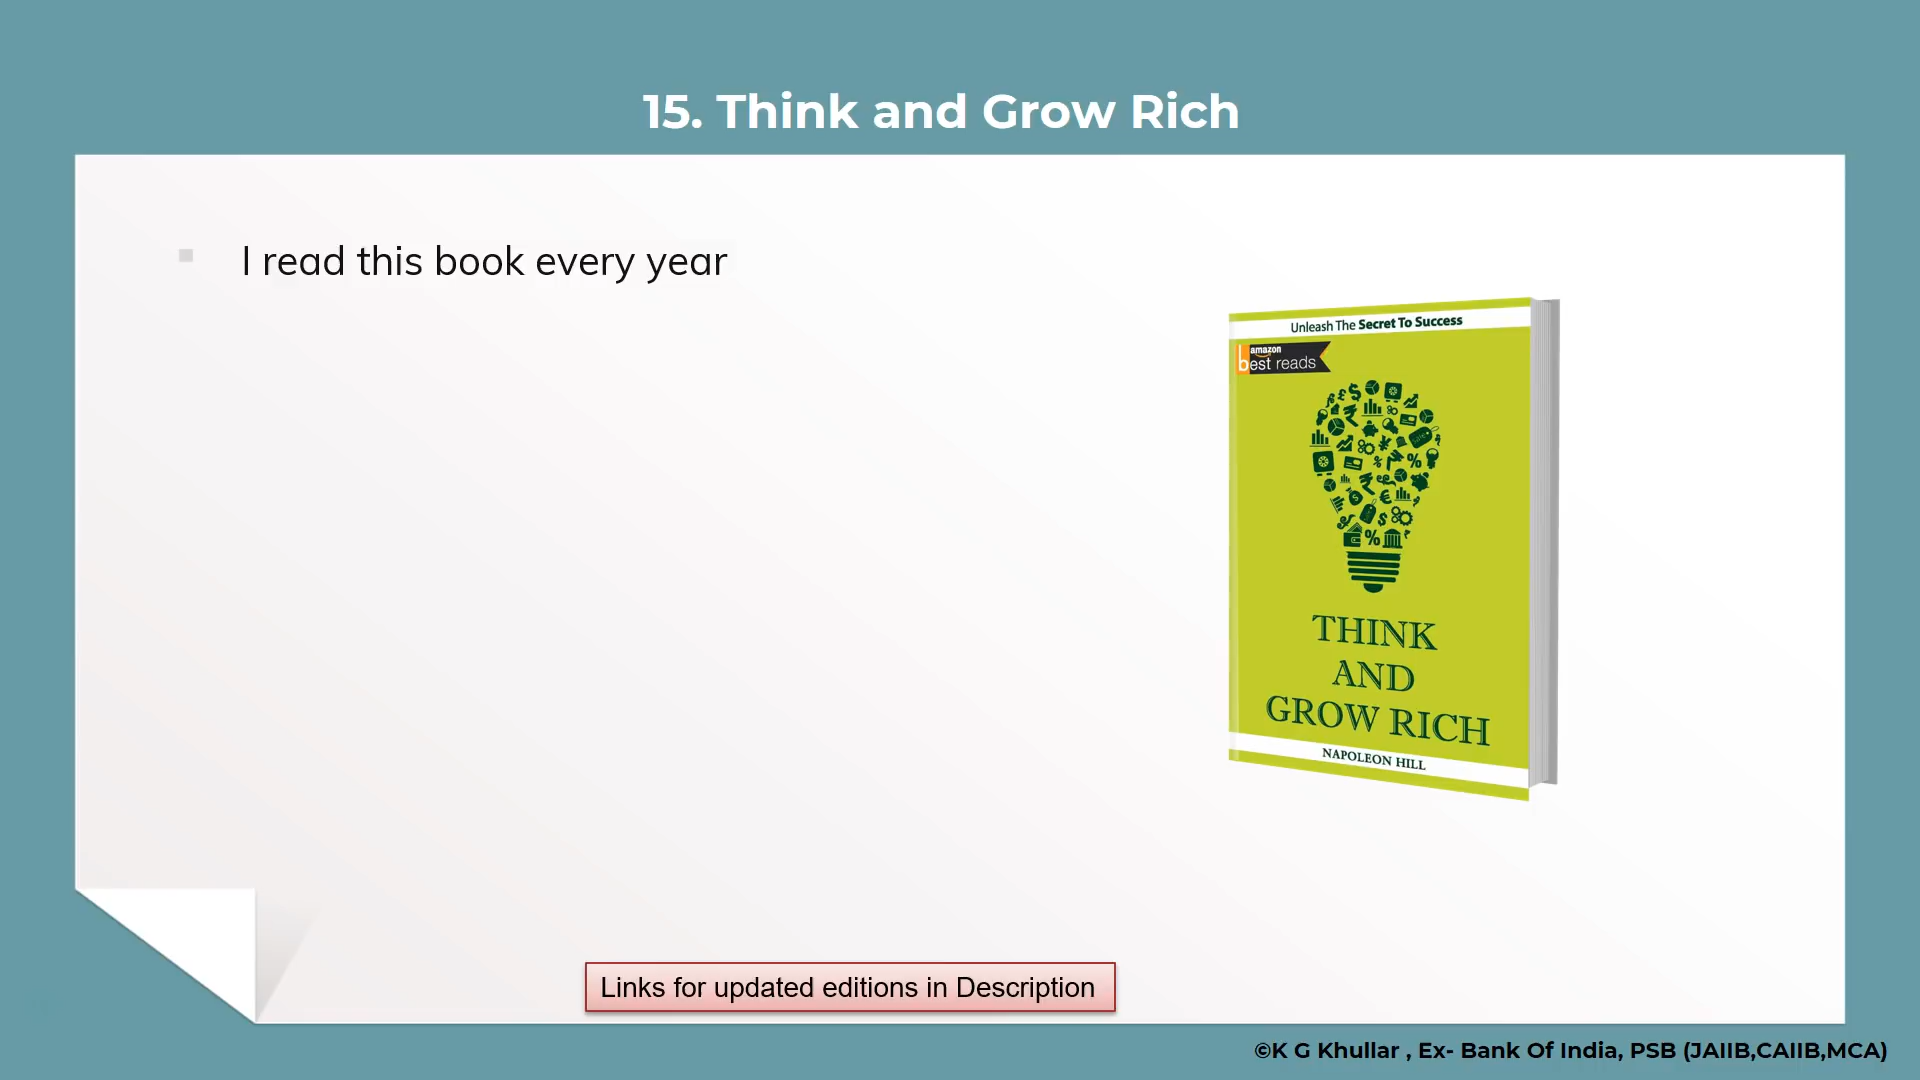 15. Think and Grow Rich
I read this book every year
Unleash The Secret To Success
amazon
best reads
THINK
AND
GROW RICH
NAPOLEON HILL
Links for updated editions in Description
©K G Khullar , Ex- Bank Of India, PSB (JAIIB,CAIIB,MCA)